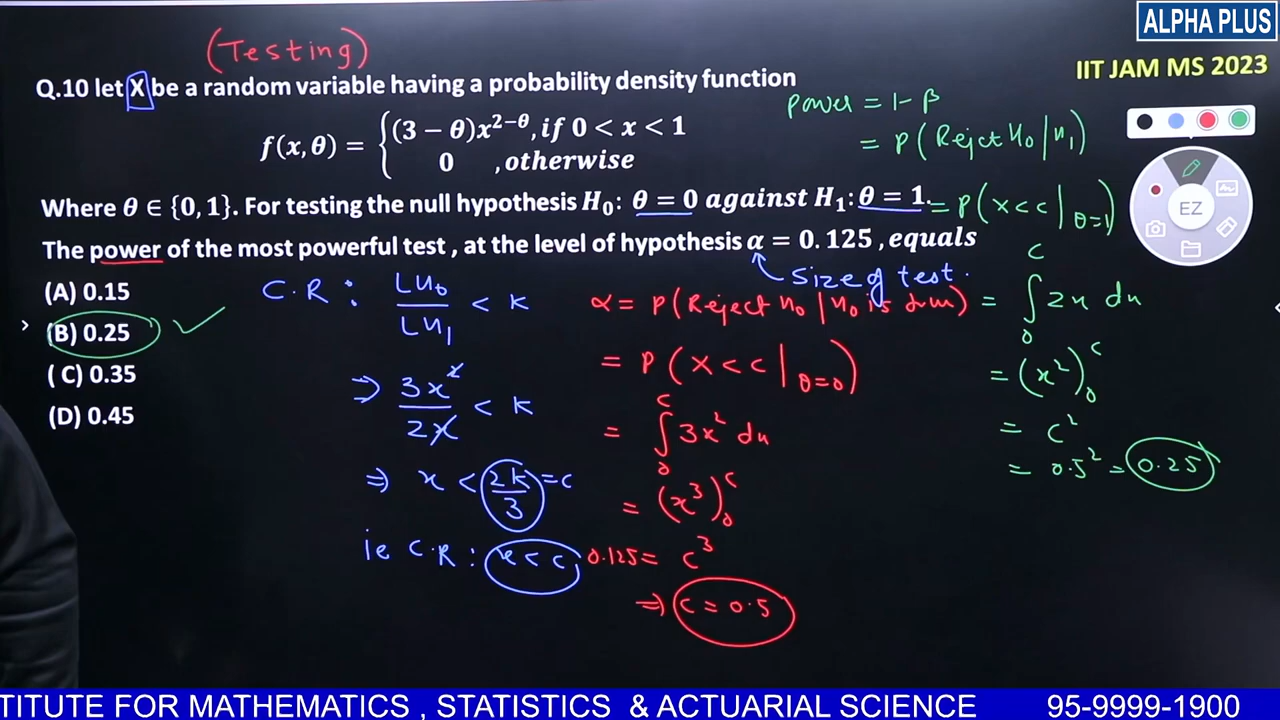 ALPHA PLUS
IIT JAM MS 2023
(Testing)
Q.10 let X be a random variable having a probability density function
f(x,θ) = { (3 − θ)x^{2−θ}, if 0 < x < 1
0 , otherwise
Where θ ∈ {0, 1}. For testing the null hypothesis H₀: θ = 0 against H₁: θ = 1.
The power of the most powerful test , at the level of hypothesis α = 0.125 , equals
(A) 0.15
(B) 0.25
( C) 0.35
(D) 0.45
C.R : LH₀/LH₁ < K
⇒ 3x²/2x < K
⇒ x < 2k/3 = c
ie C.R : x < c
Size of test.
α = P(Reject H₀ | H₀ is true)
= P(X < c | θ=0)
= ∫₀ᶜ 3x² dx
= (x³)₀ᶜ
0.125 = c³
⇒ c = 0.5
Power = 1 - β
= P(Reject H₀ | H₁)
= P(X < c | θ=1)
= ∫₀ᶜ 2x dx
= (x²)₀ᶜ
= c²
= 0.5² = 0.25
EZ
TITUTE FOR MATHEMATICS , STATISTICS & ACTUARIAL SCIENCE 95-9999-1900